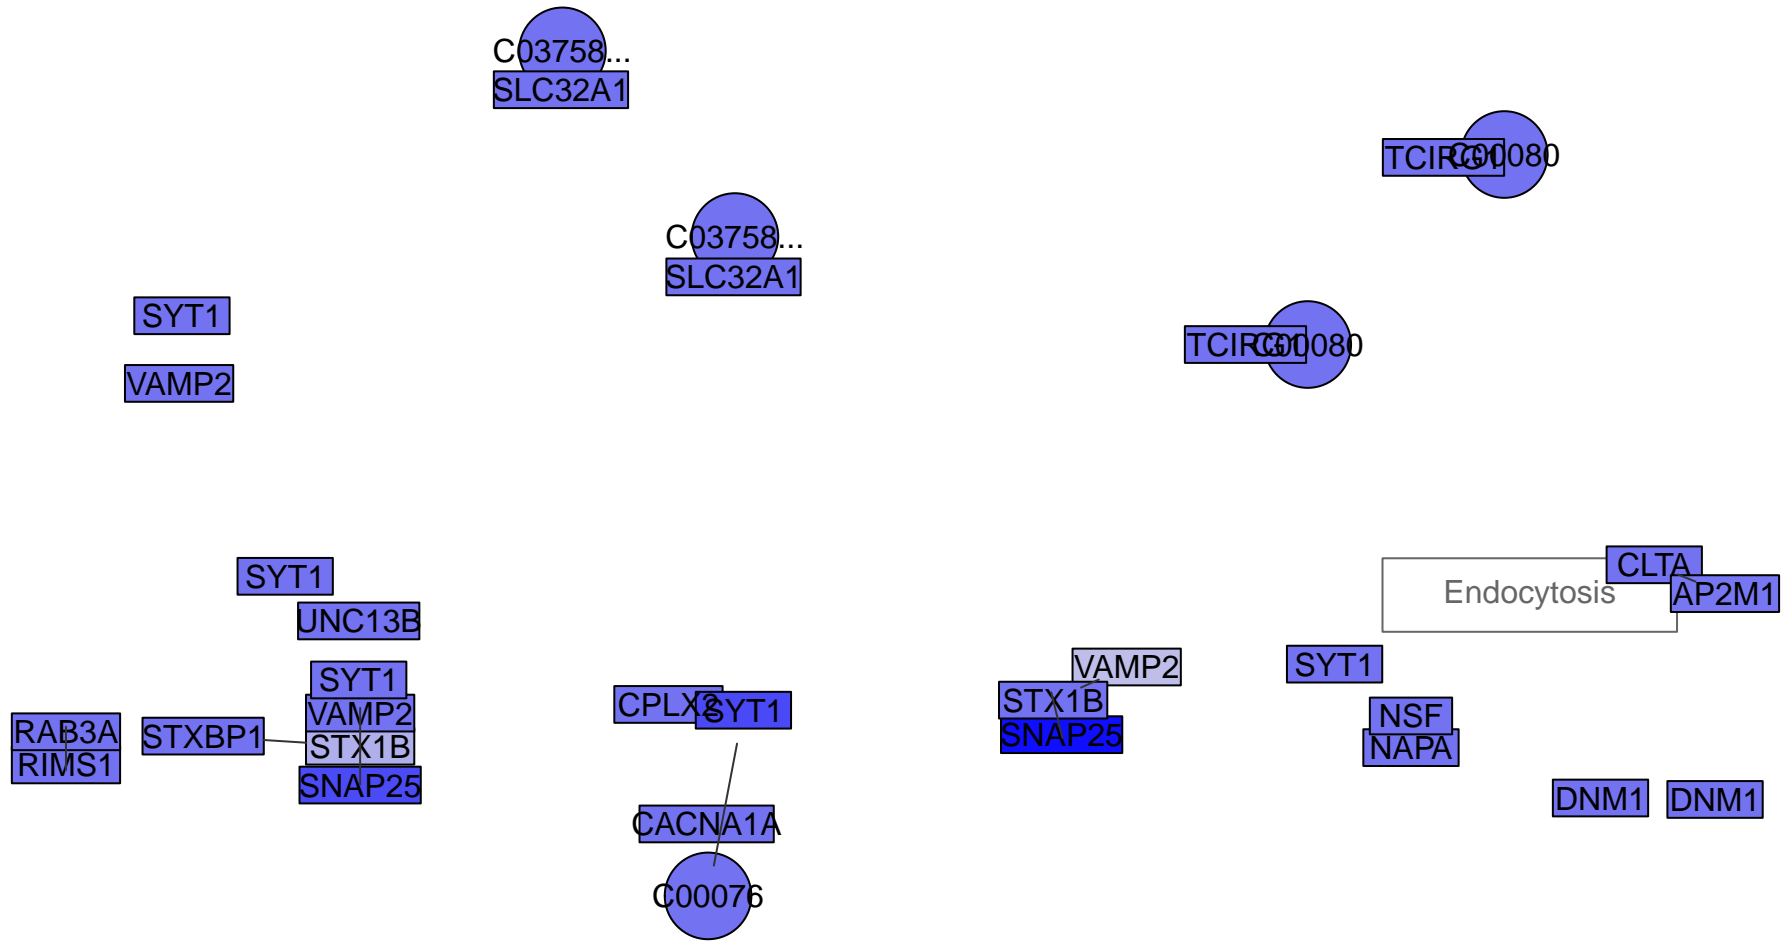 C03758...
SLC32A1
TCIRG1
C00080
C03758...
SLC32A1
SYT1
TCIRG1
C00080
VAMP2
SYT1
CLTA
Endocytosis
AP2M1
UNC13B
SYT1
VAMP2
SYT1
CPLX2
SYT1
STX1B
VAMP2
NSF
RAB3A
STXBP1
STX1B
SNAP25
NAPA
RIMS1
SNAP25
DNM1
DNM1
CACNA1A
C00076